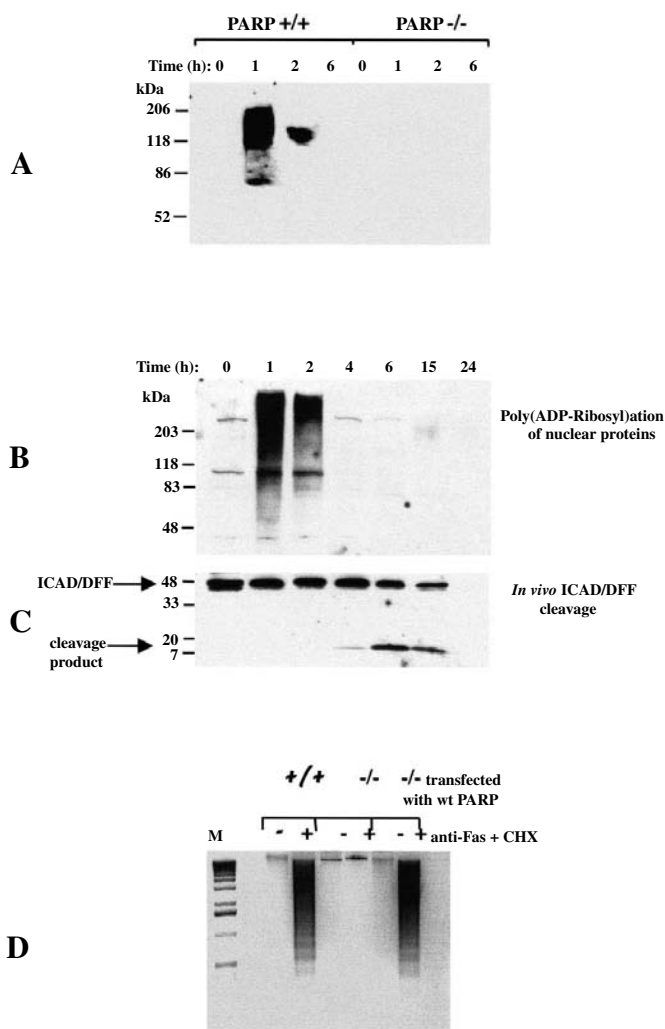 PARP +/+ PARP -/-
Time (h): 0 1 2 6 0 1 2 6
kDa
206
118
86
52
A
Time (h): 0 1 2 4 6 15 24
kDa
203
118
83
48
B
Poly(ADP-Ribosyl)ation
of nuclear proteins
ICAD/DFF
48
33
20
7
C
cleavage
product
In vivo ICAD/DFF
cleavage
+/+ -/- -/- transfected
with wt PARP
M - + - + - + anti-Fas + CHX
D